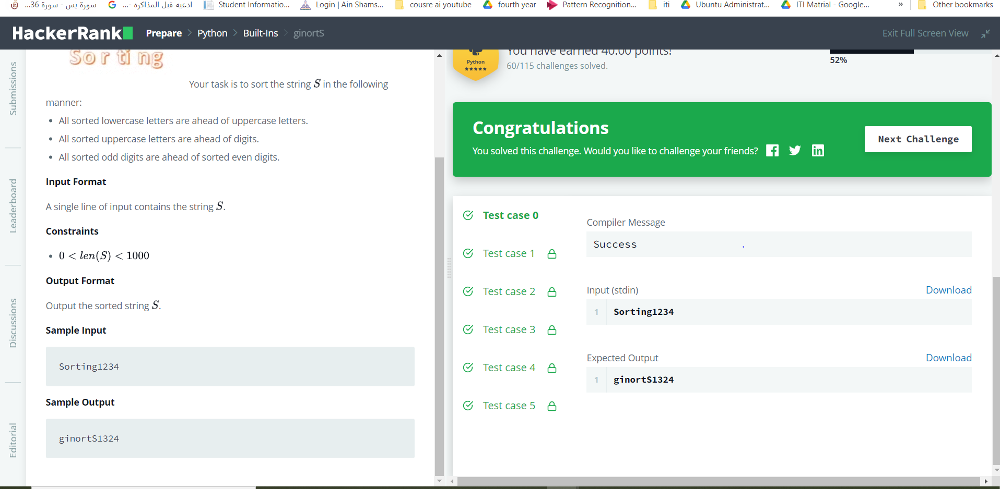 ...سورة يس - سورة 36
...- ادعيه قبل المذاكره
Student Informatio...
Login | Ain Shams...
cousre ai youtube
fourth year
Pattern Recognition...
iti
Ubuntu Administrat...
ITI Matrial - Google...
»
Other bookmarks
HackerRank
Prepare > Python > Built-Ins > ginortS
Exit Full Screen View
Submissions
Leaderboard
Discussions
Editorial
Sorting
Your task is to sort the string S in the following
manner:
• All sorted lowercase letters are ahead of uppercase letters.
• All sorted uppercase letters are ahead of digits.
• All sorted odd digits are ahead of sorted even digits.
Input Format
A single line of input contains the string S.
Constraints
• 0 < len(S) < 1000
Output Format
Output the sorted string S.
Sample Input
Sorting1234
Sample Output
ginortS1324
Python
You have earned 40.00 points!
60/115 challenges solved.
52%
Congratulations
You solved this challenge. Would you like to challenge your friends?
Next Challenge
Test case 0
Test case 1
Test case 2
Test case 3
Test case 4
Test case 5
Compiler Message
Success
.
Input (stdin)
Download
1 Sorting1234
Expected Output
Download
1 ginortS1324